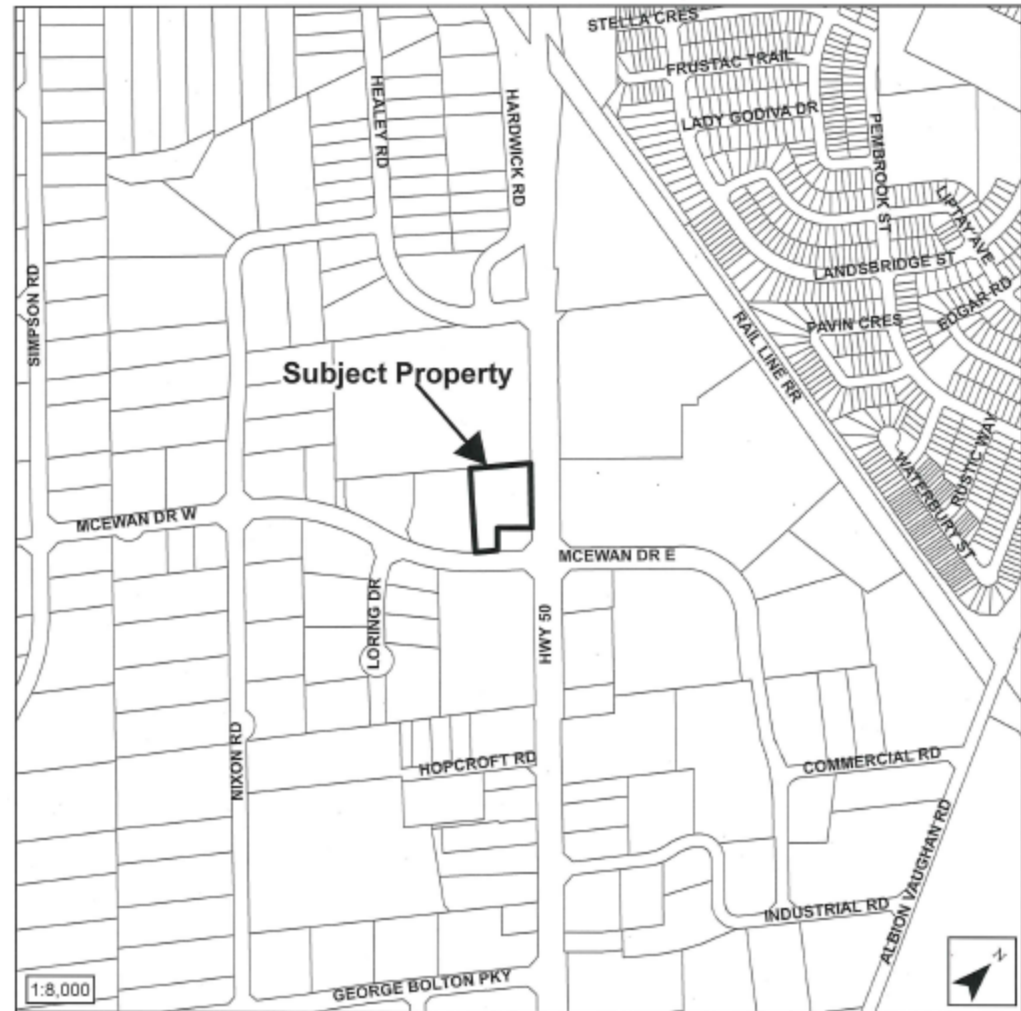 STELLA CRES
FRUSTAC TRAIL
LADY GODIVA DR
HEALEY RD
HARDWICK RD
PEMBROOK ST
LIPTAY AVE
LANDSBRIDGE ST
EDGAR RD
PAVIN CRES
SIMPSON RD
RAIL LINE RR
Subject Property
RUSTIC WAY
WATERBURY ST
MCEWAN DR W
MCEWAN DR E
LORING DR
HWY 50
NIXON RD
HOPCROFT RD
COMMERCIAL RD
ALBION VAUGHAN RD
INDUSTRIAL RD
GEORGE BOLTON PKY
1:8,000
N